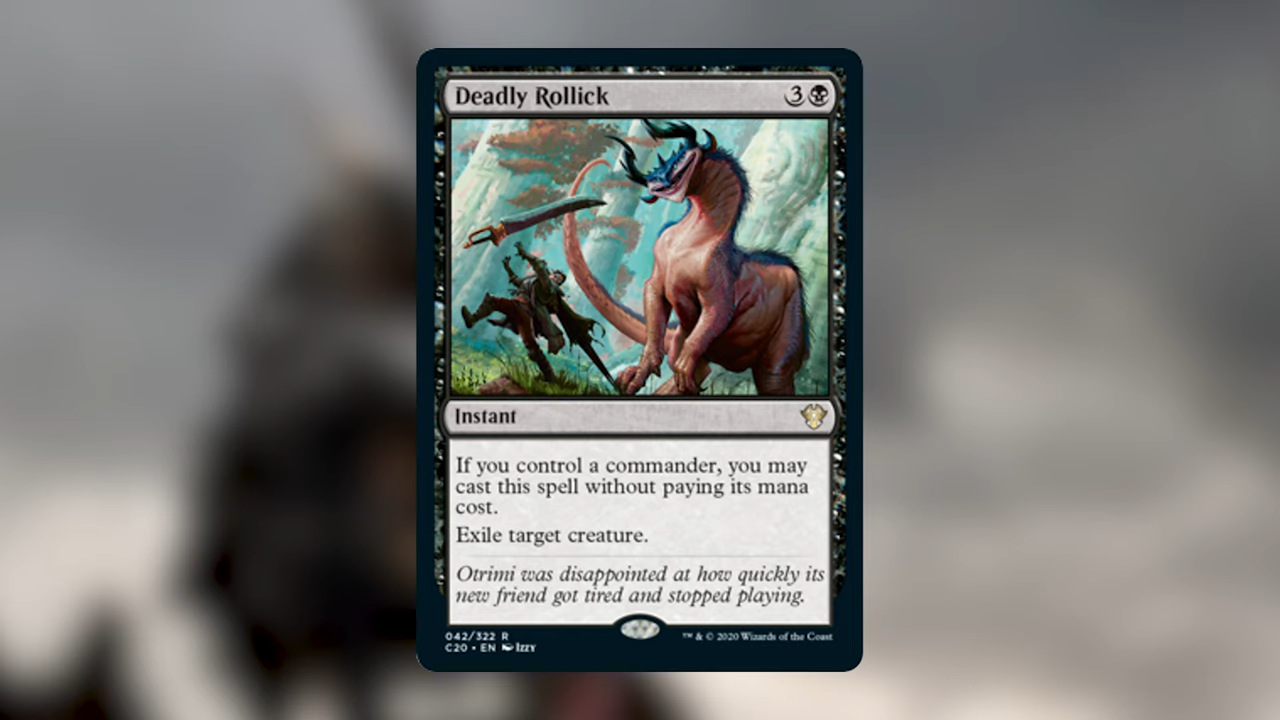 Deadly Rollick 3
Instant
If you control a commander, you may
cast this spell without paying its mana
cost.
Exile target creature.
Otrimi was disappointed at how quickly its
new friend got tired and stopped playing.
042/322 R
C20 • EN Izzy
™ & © 2020 Wizards of the Coast